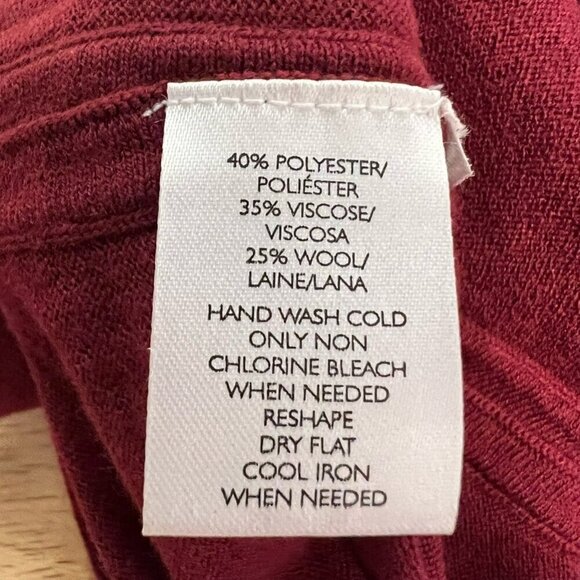 40% POLYESTER/
POLIÉSTER
35% VISCOSE/
VISCOSA
25% WOOL/
LAINE/LANA
HAND WASH COLD
ONLY NON
CHLORINE BLEACH
WHEN NEEDED
RESHAPE
DRY FLAT
COOL IRON
WHEN NEEDED